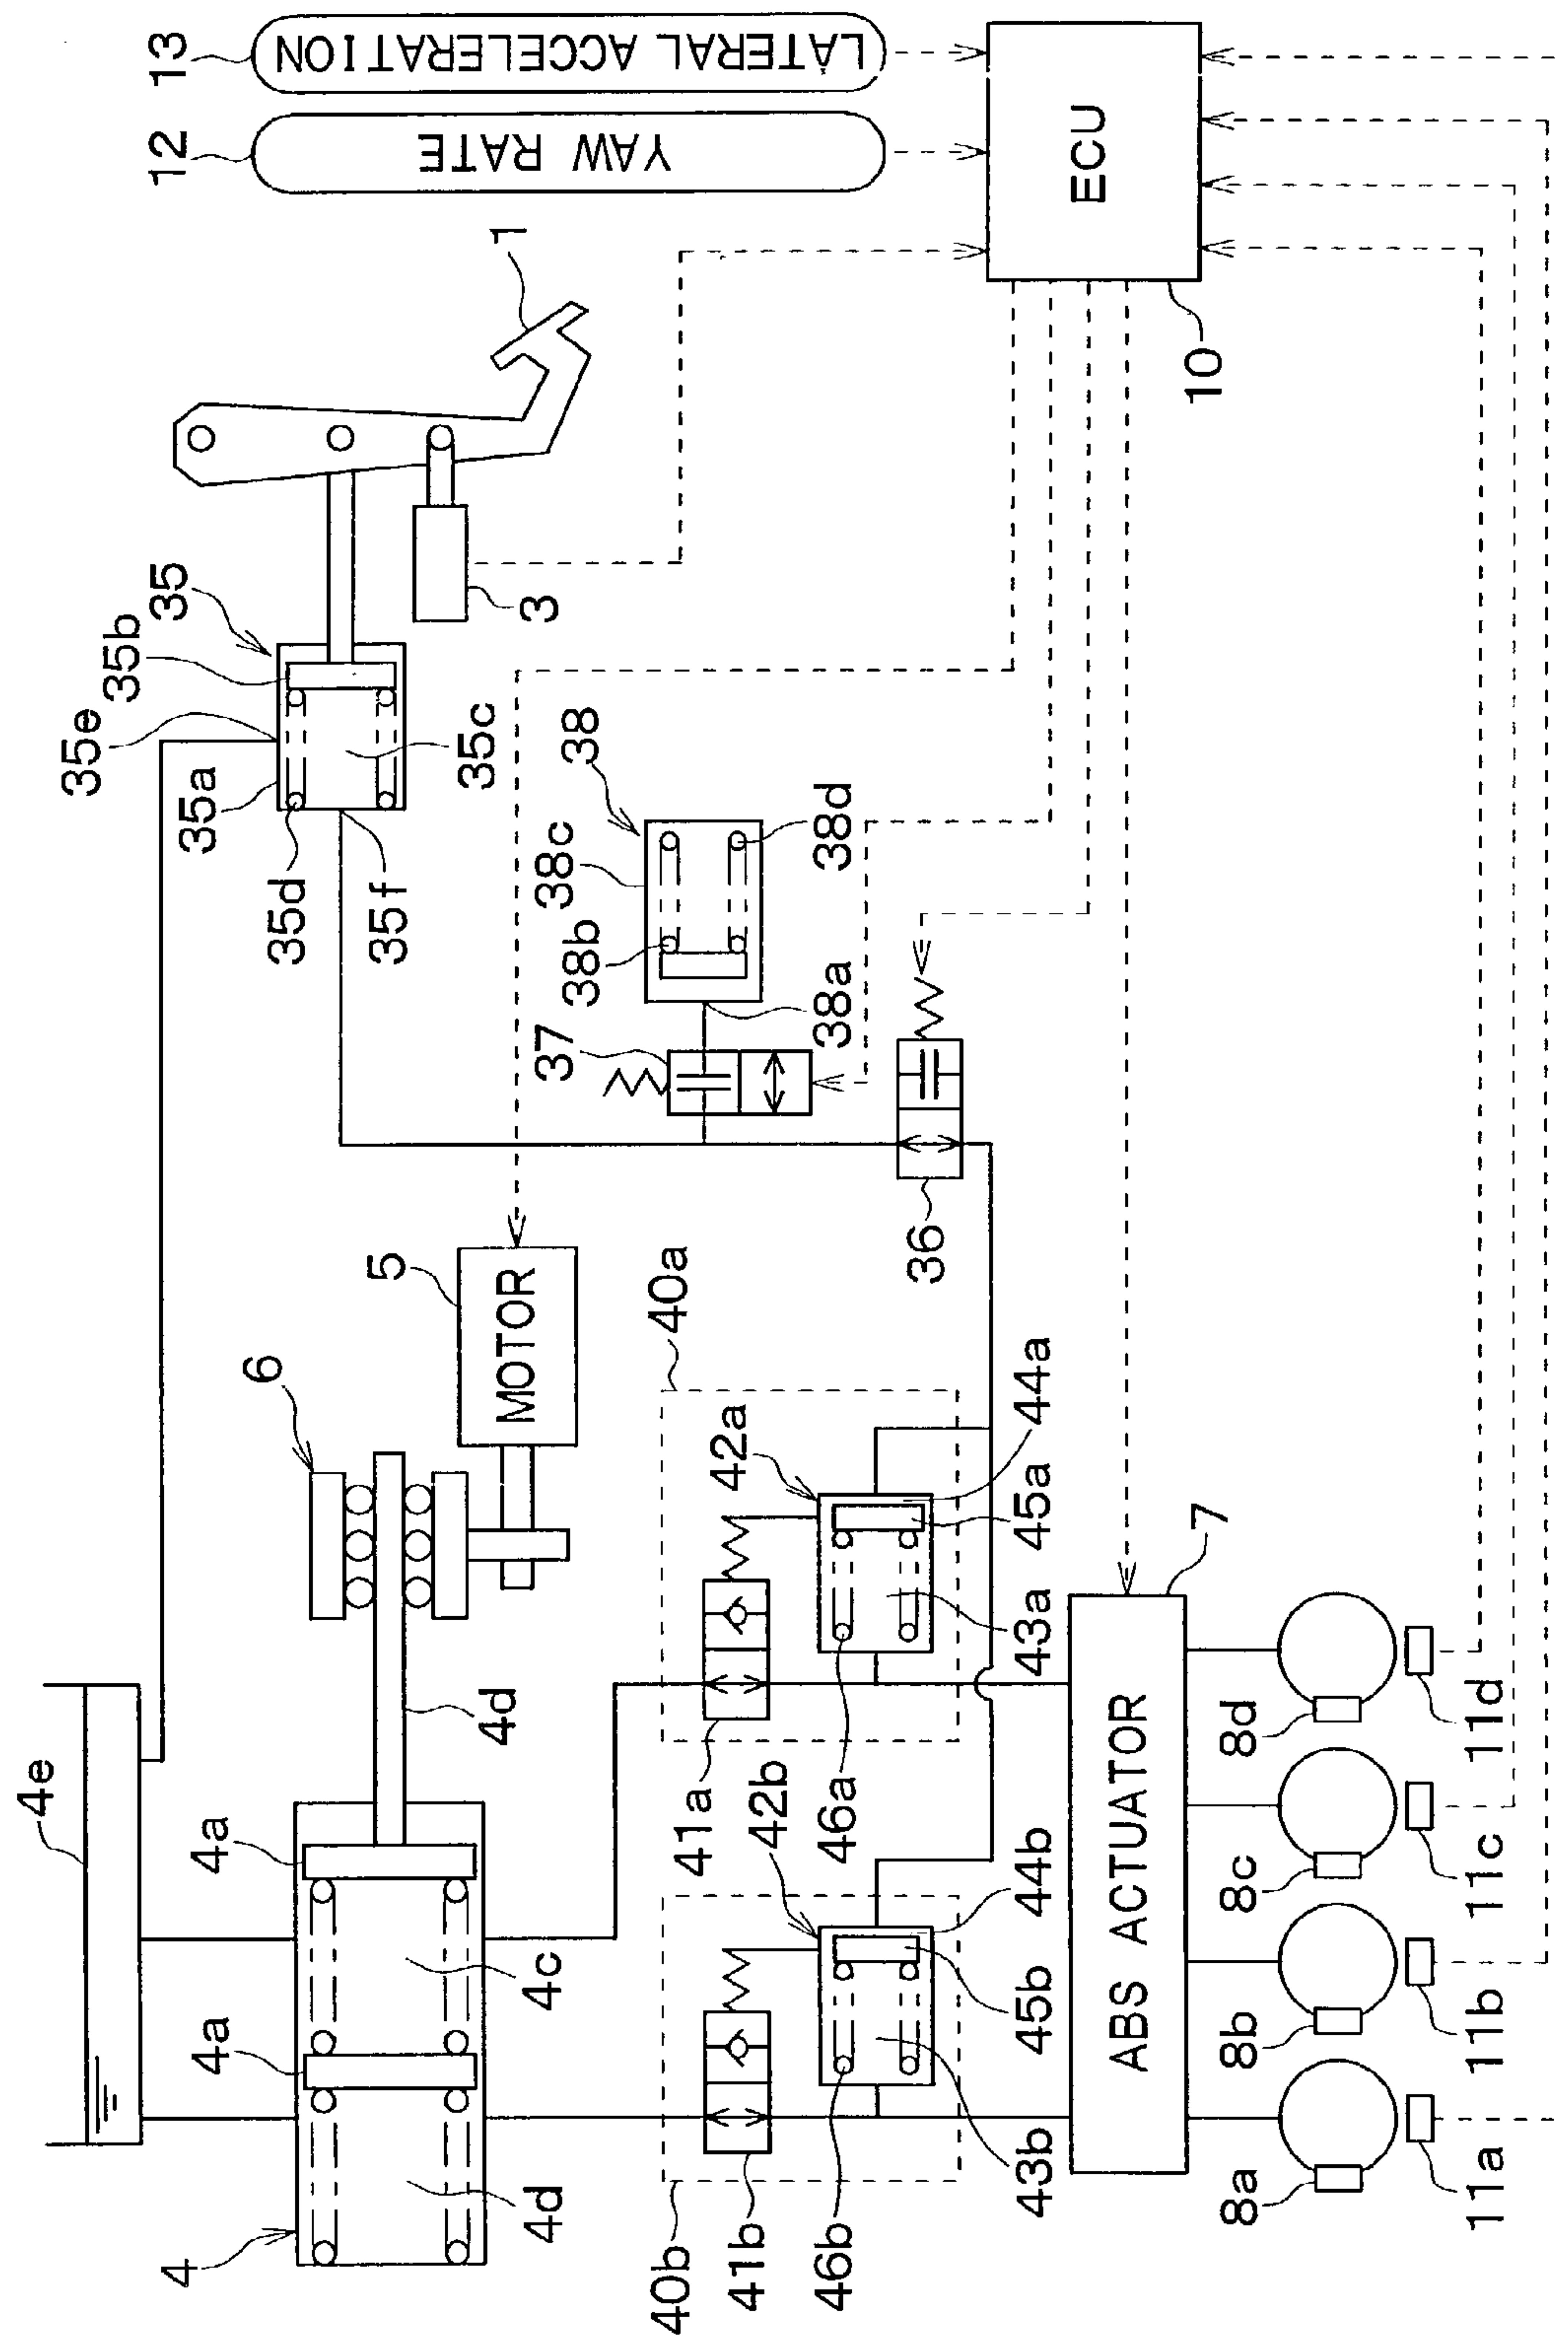 4e
4
4a
4a
4d
4c
4d
6
5
MOTOR
35e
35a
35b
35
35d
35f
35c
1
3
13
LATERAL ACCELERATION
12
YAW RATE
ECU
10
38
38c
38b
38d
38a
37
36
40a
42a
44a
45a
43a
46a
41a
40b
42b
44b
45b
43b
46b
41b
7
ABS ACTUATOR
8a
8b
8c
8d
11a
11b
11c
11d